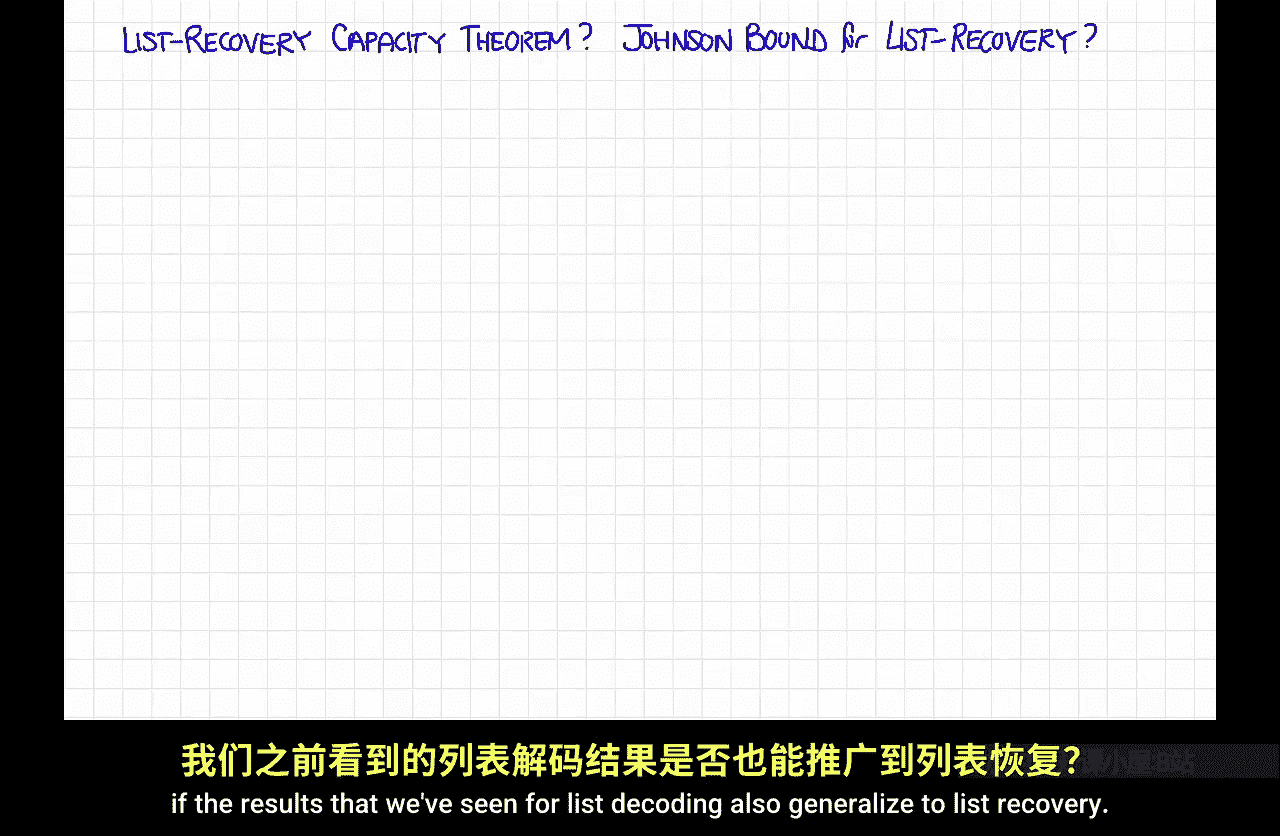 LIST-RECOVERY CAPACITY THEOREM? JOHNSON BOUND for LIST-RECOVERY?
我们之前看到的列表解码结果是否也能推广到列表恢复?
if the results that we've seen for list decoding also generalize to list recovery.